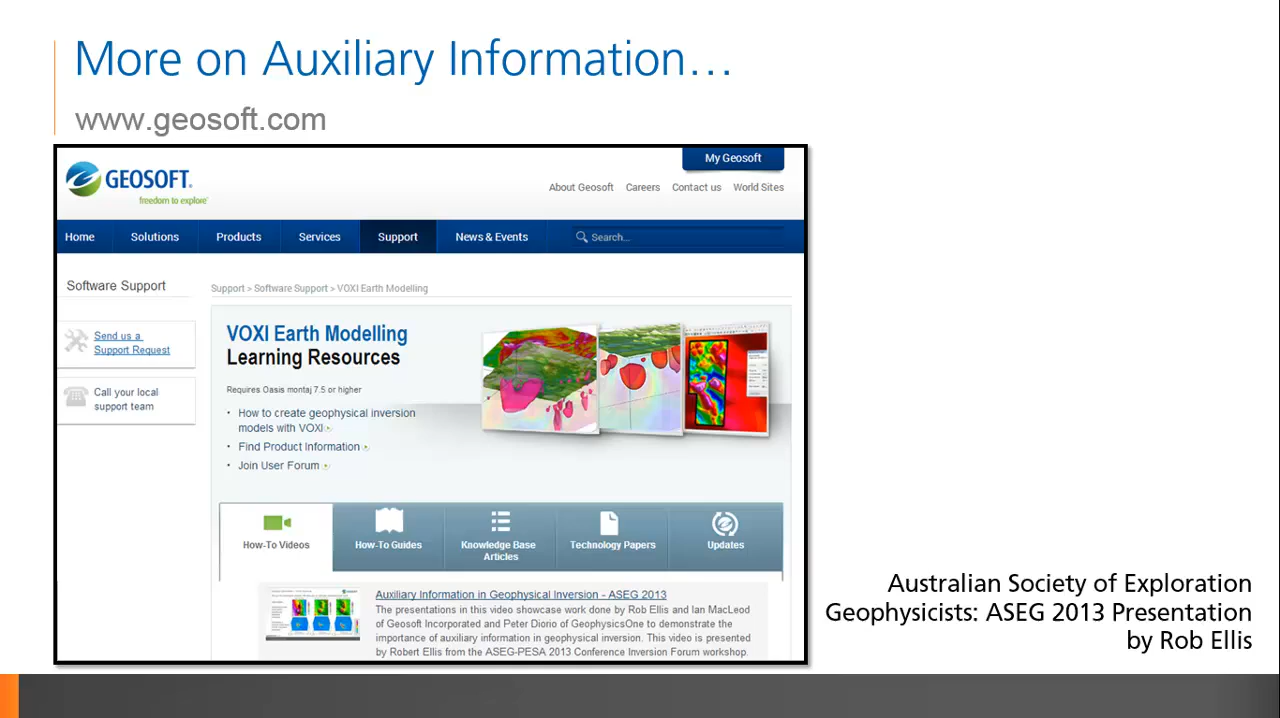 More on Auxiliary Information...
www.geosoft.com
My Geosoft
GEOSOFT
freedom to explore
About Geosoft Careers Contact us World Sites
Home Solutions Products Services Support News & Events Search...
Software Support
Support > Software Support > VOXI Earth Modelling
Send us a
Support Request
Call your local
support team
VOXI Earth Modelling
Learning Resources
Requires Oasis montaj 7.5 or higher
• How to create geophysical inversion
models with VOXI
• Find Product Information
• Join User Forum
How-To Videos
How-To Guides
Knowledge Base
Articles
Technology Papers
Updates
Auxiliary Information in Geophysical Inversion - ASEG 2013
The presentations in this video showcase work done by Rob Ellis and Ian MacLeod
of Geosoft Incorporated and Peter Diorio of GeophysicsOne to demonstrate the
importance of auxiliary information in geophysical inversion. This video is presented
by Robert Ellis from the ASEG-PESA 2013 Conference Inversion Forum workshop.
Australian Society of Exploration
Geophysicists: ASEG 2013 Presentation
by Rob Ellis